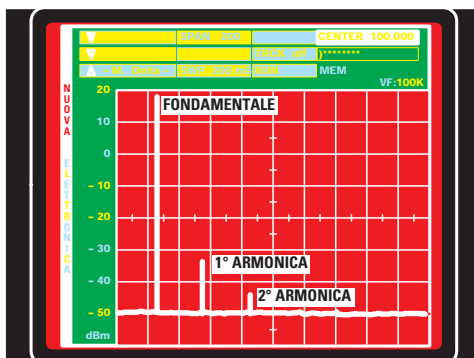 SPAN 200
CENTER 100.000
MEM
VF:100K
NUOVA ELETTRONICA
20
10
0
– 10
– 20
– 30
– 40
– 50
dBm
FONDAMENTALE
1° ARMONICA
2° ARMONICA